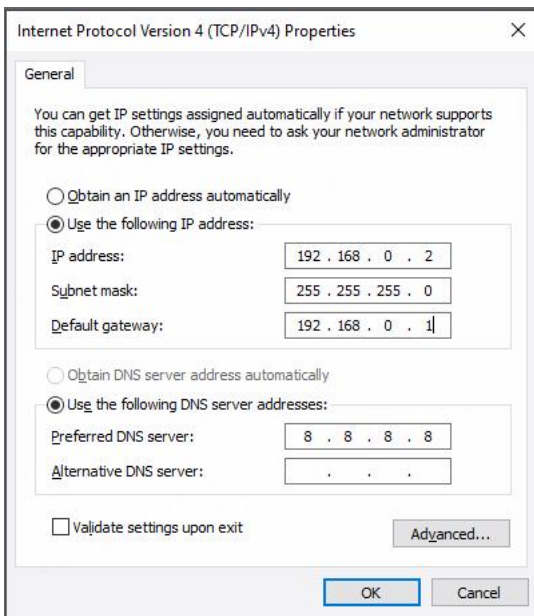 Internet Protocol Version 4 (TCP/IPv4) Properties
General
You can get IP settings assigned automatically if your network supports
this capability. Otherwise, you need to ask your network administrator
for the appropriate IP settings.
Obtain an IP address automatically
Use the following IP address:
IP address: 192 . 168 . 0 . 2
Subnet mask: 255 . 255 . 255 . 0
Default gateway: 192 . 168 . 0 . 1
Obtain DNS server address automatically
Use the following DNS server addresses:
Preferred DNS server: 8 . 8 . 8 . 8
Alternative DNS server: . . .
Validate settings upon exit
Advanced...
OK Cancel